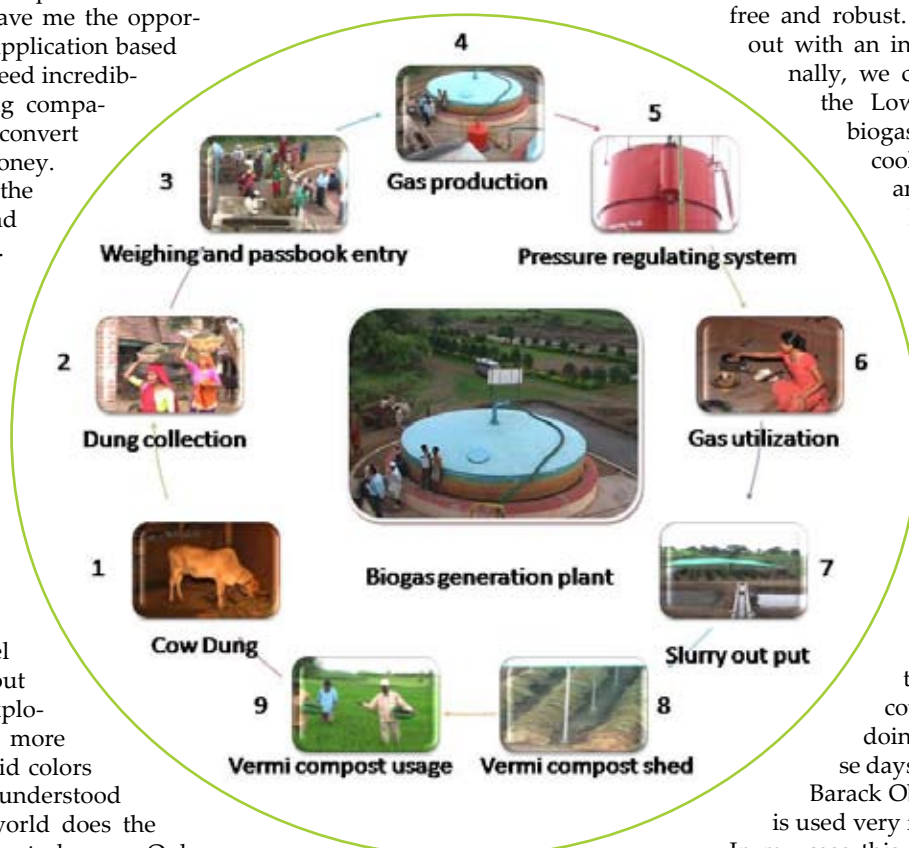 ave me the oppor-
pplication based
eed incredib-
g compa-
convert
oney.
the
nd
free and robust.
out with an in
nally, we c
the Low
biogas
cool
an
4
Gas production
5
Pressure regulating system
3
Weighing and passbook entry
2
Dung collection
6
Gas utilization
1
Cow Dung
Biogas generation plant
7
Slurry out put
9
Vermi compost usage
8
Vermi compost shed
el
out
xplo-
more
id colors
understood
world does the
cou
doin
se days
Barack Ob
is used very